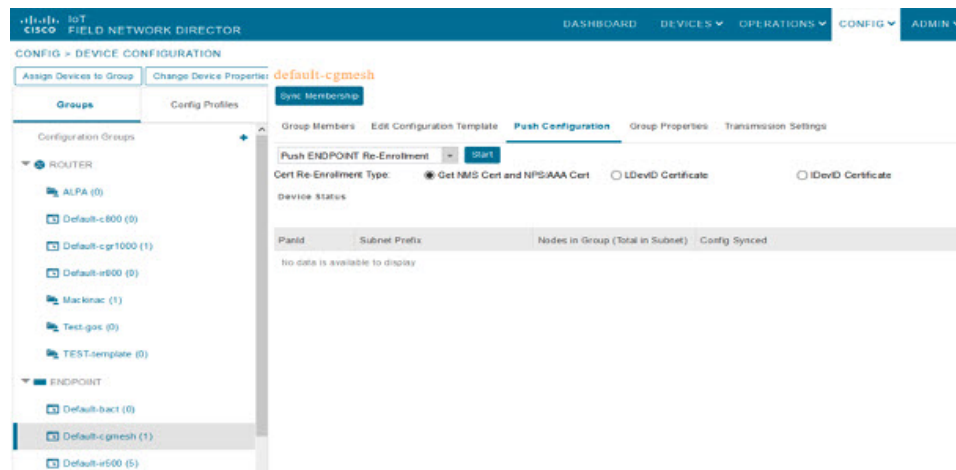 IoT
CISCO FIELD NETWORK DIRECTOR
DASHBOARD DEVICES OPERATIONS CONFIG ADMIN
CONFIG > DEVICE CONFIGURATION
Assign Devices to Group Change Device Properties
default-cgmesh
Sync Membership
Groups Config Profiles
Group Members Edit Configuration Template Push Configuration Group Properties Transmission Settings
Configuration Groups
Push ENDPOINT Re-Enrollment Start
ROUTER
Cert Re-Enrollment Type: Get NMS Cert and NPS/AAA Cert LDevID Certificate IDevID Certificate
ALPA (0)
Device Status
Default-c800 (0)
PanId Subnet Prefix Nodes in Group (Total in Subnet) Config Synced
Default-cgr1000 (1)
No data is available to display
Default-ir800 (0)
Mackinac (1)
Test-gos (0)
TEST-template (0)
ENDPOINT
Default-bact (0)
Default-cgmesh (1)
Default-ir500 (5)